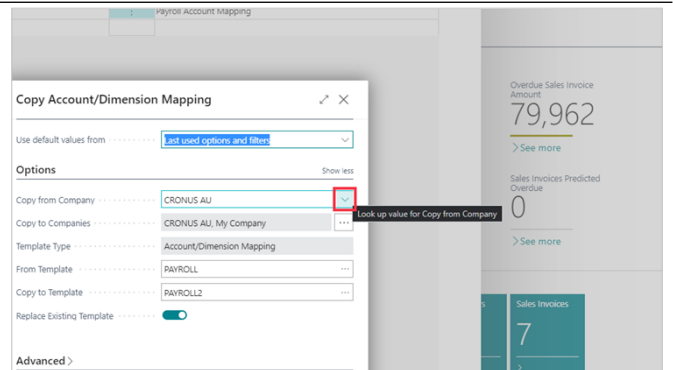 Payroll Account Mapping
Copy Account/Dimension Mapping
Use default values from
Last used options and filters
Options
Show less
Copy from Company
CRONUS AU
Look up value for Copy from Company
Copy to Companies
CRONUS AU, My Company
Template Type
Account/Dimension Mapping
From Template
PAYROLL
Copy to Template
PAYROLL2
Replace Existing Template
Advanced >
Overdue Sales Invoice
Amount
79,962
> See more
Sales Invoices Predicted
Overdue
0
> See more
Sales Invoices
7